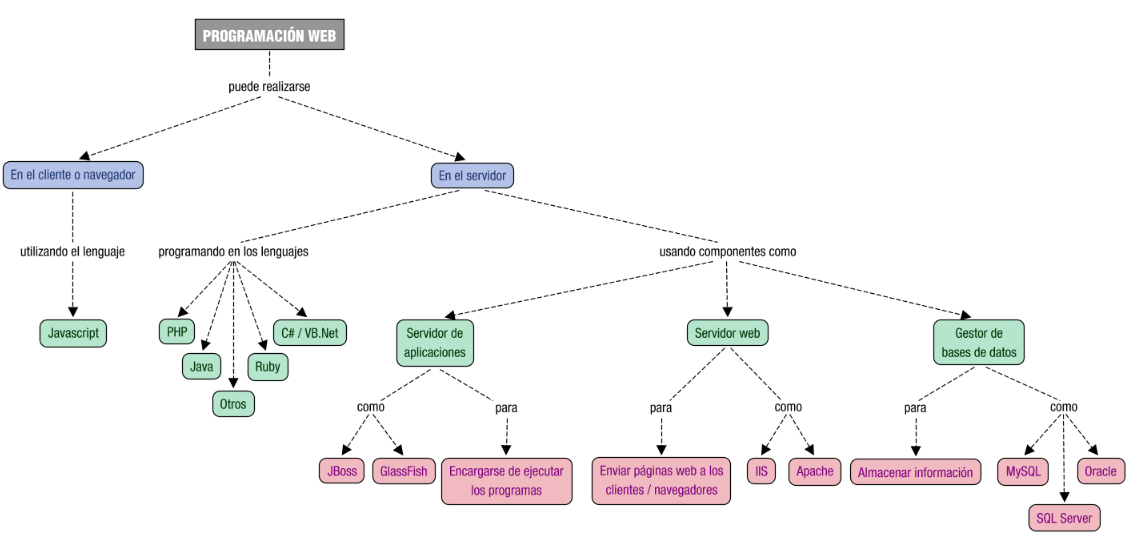 PROGRAMACIÓN WEB
puede realizarse
En el cliente o navegador
En el servidor
utilizando el lenguaje
programando en los lenguajes
usando componentes como
Javascript
PHP
C# / VB.Net
Java
Ruby
Otros
Servidor de
aplicaciones
Servidor web
Gestor de
bases de datos
como
para
para
como
para
como
JBoss
GlassFish
Encargarse de ejecutar
los programas
Enviar páginas web a los
clientes / navegadores
IIS
Apache
Almacenar información
MySQL
Oracle
SQL Server